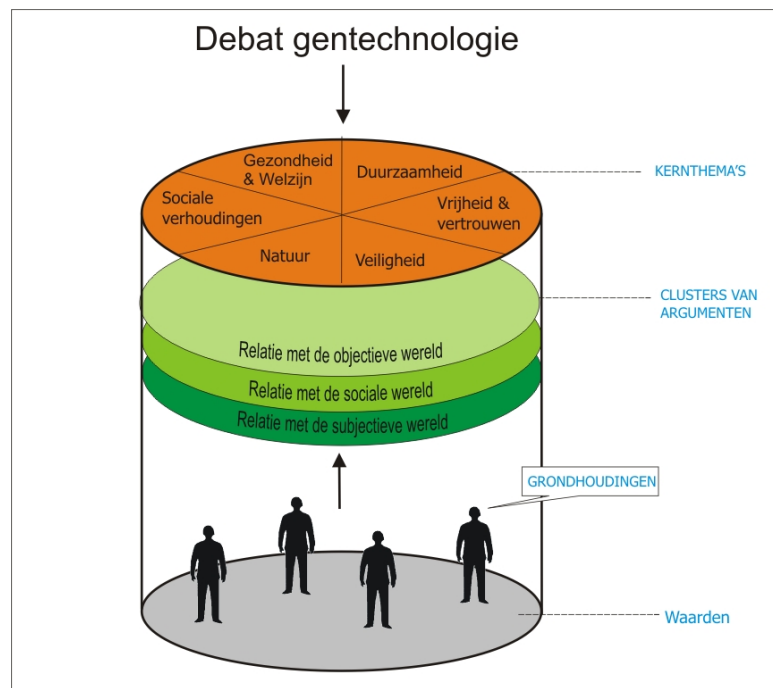 Debat gentechnologie
Gezondheid
& Welzijn
Duurzaamheid
KERNTHEMA'S
Sociale
verhoudingen
Vrijheid &
vertrouwen
Natuur
Veiligheid
CLUSTERS VAN
ARGUMENTEN
Relatie met de objectieve wereld
Relatie met de sociale wereld
Relatie met de subjectieve wereld
GRONDHOUDINGEN
Waarden